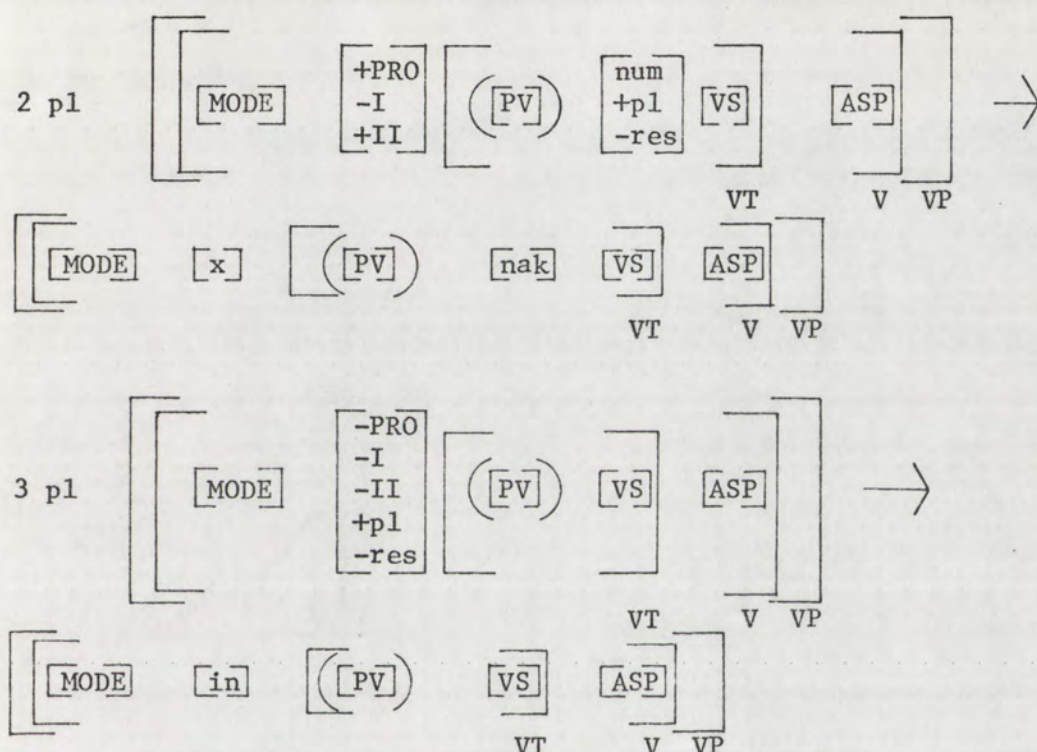 +PRO num
2 pl MODE -I (PV) +pl VS ASP →
+II -res
VT V VP
MODE x (PV) nak VS ASP
VT V VP
-PRO
-I
3 pl MODE -II (PV) VS ASP →
+pl
-res
VT V VP
MODE in (PV) VS ASP
VT V VP